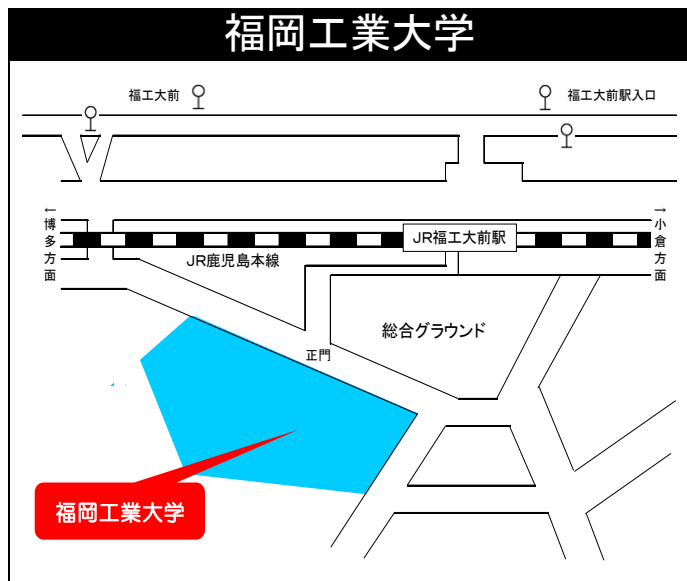 福岡工業大学
福工大前
福工大前駅入口
←博多方面
→小倉方面
JR福工大前駅
JR鹿児島本線
総合グラウンド
正門
福岡工業大学